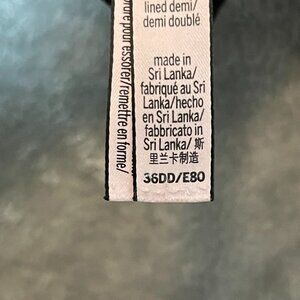 lined demi/
demi doublé
made in
Sri Lanka/
fabriqué au Sri
Lanka/hecho
en Sri Lanka/
fabbricato in
Sri Lanka/ 斯
里兰卡制造
36DD/E80
pour essorer/remettre en forme/